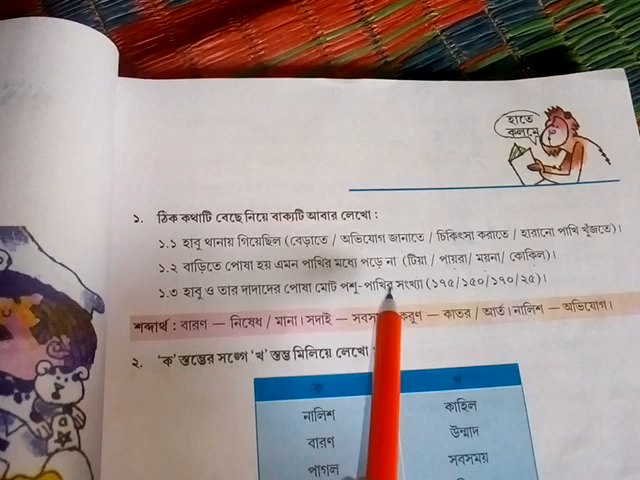 হাতে
কলমে
১. ঠিক কথাটি বেছে নিয়ে বাক্যটি আবার লেখো :
১.১ হাবু থানায় গিয়েছিল (বেড়াতে / অভিযোগ জানাতে / চিকিৎসা করাতে / হারানো পাখি খুঁজতে)।
১.২ বাড়িতে পোষা হয় এমন পাখির মধ্যে পড়ে না (টিয়া / পায়রা/ ময়না / কোকিল)।
১.৩ হাবু ও তার দাদাদের পোষা মোট পশু-পাখির সংখ্যা (১৭৫/১৫০/১৭০/২৫)।
শব্দার্থ : বারণ — নিষেধ / মানা। সদাই — করুণ — কাতর / আর্ত। নালিশ — অভিযোগ।
২. 'ক' স্তম্ভের সঙ্গে 'খ' স্তম্ভ মিলিয়ে লেখো
ক খ
নালিশ কাহিল
বারণ উন্মাদ
পাগল সবসময়